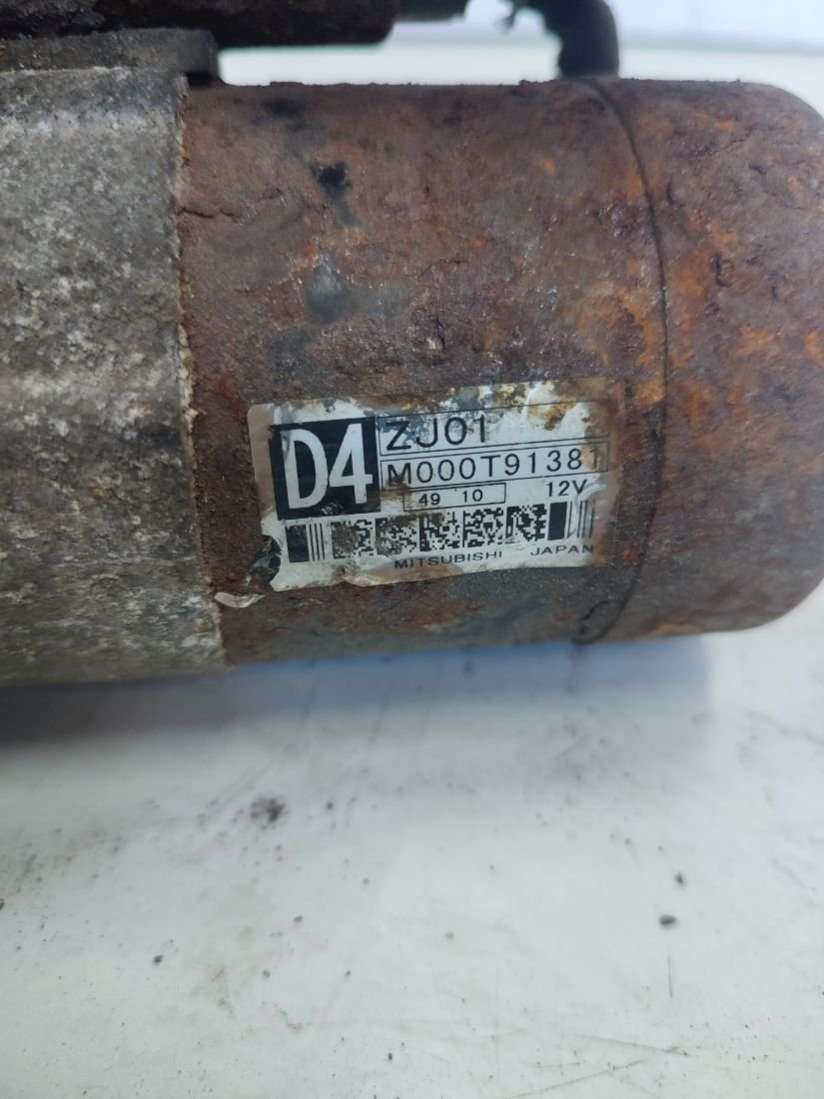 D4 ZJ01
M000T91381
49 10 12V
MITSUBISHI JAPAN